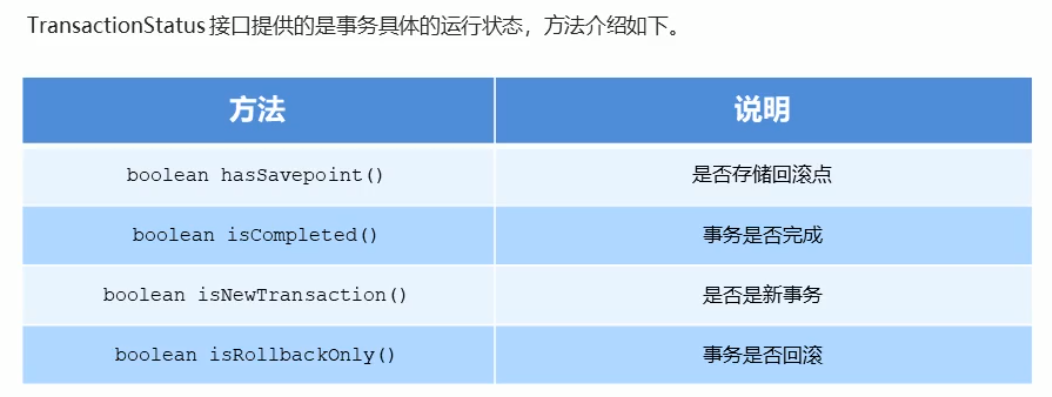 TransactionStatus 接口提供的是事务具体的运行状态，方法介绍如下。
方法 说明
boolean hasSavepoint() 是否存储回滚点
boolean isCompleted() 事务是否完成
boolean isNewTransaction() 是否是新事务
boolean isRollbackOnly() 事务是否回滚